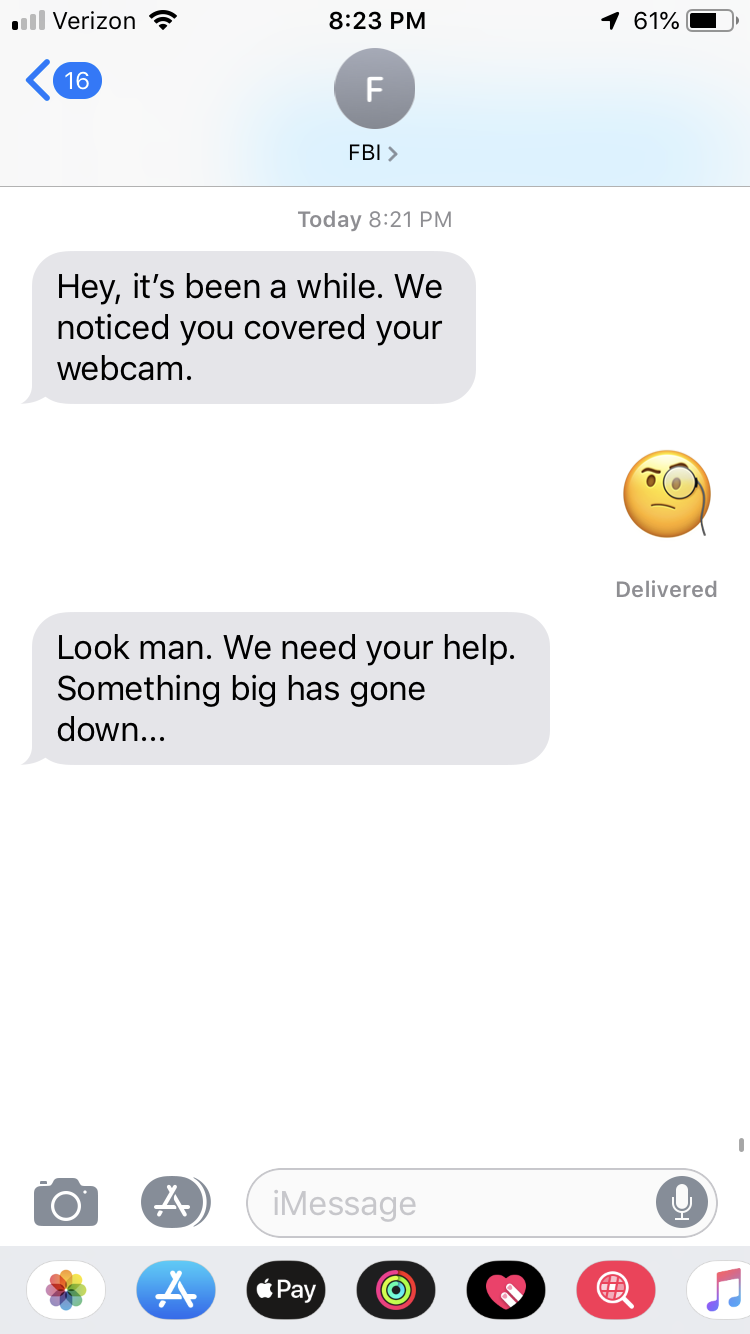 Verizon 8:23 PM 61%
16
F
FBI
Today 8:21 PM
Hey, it’s been a while. We
noticed you covered your
webcam.
Delivered
Look man. We need your help.
Something big has gone
down...
iMessage
Pay